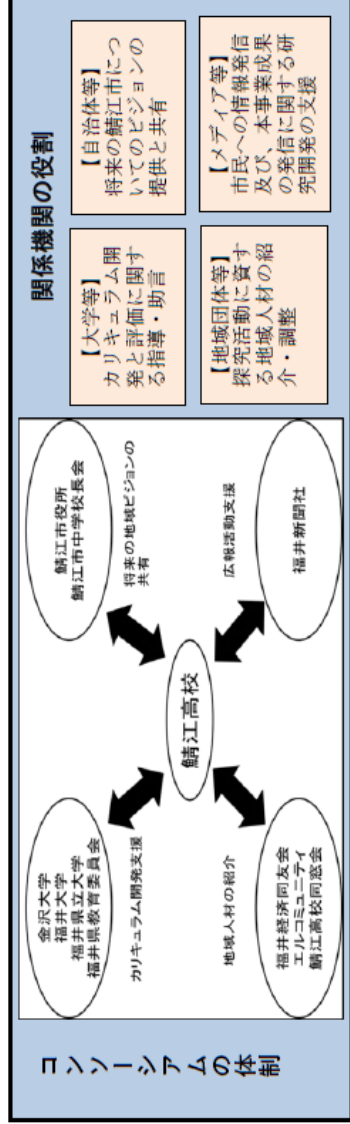 コンソーシアムの体制
金沢大学
福井大学
福井県立大学
福井県教育委員会
カリキュラム開発支援
鯖江市役所
鯖江市中学校長会
将来の地域ビジョンの
共有
鯖江高校
地域人材の紹介
福井経済同友会
エルコミュニティ
鯖江高校同窓会
広報活動支援
福井新聞社
関係機関の役割
【大学等】
カリキュラム開
発と評価に関す
る指導・助言
【自治体等】
将来の鯖江市につ
いてのビジョンの
提供と共有
【地域団体等】
探究活動に資す
る地域人材の紹
介・調整
【メディア等】
市民への情報発信
及び、本事業成果
の発信に関する研
究開発の支援